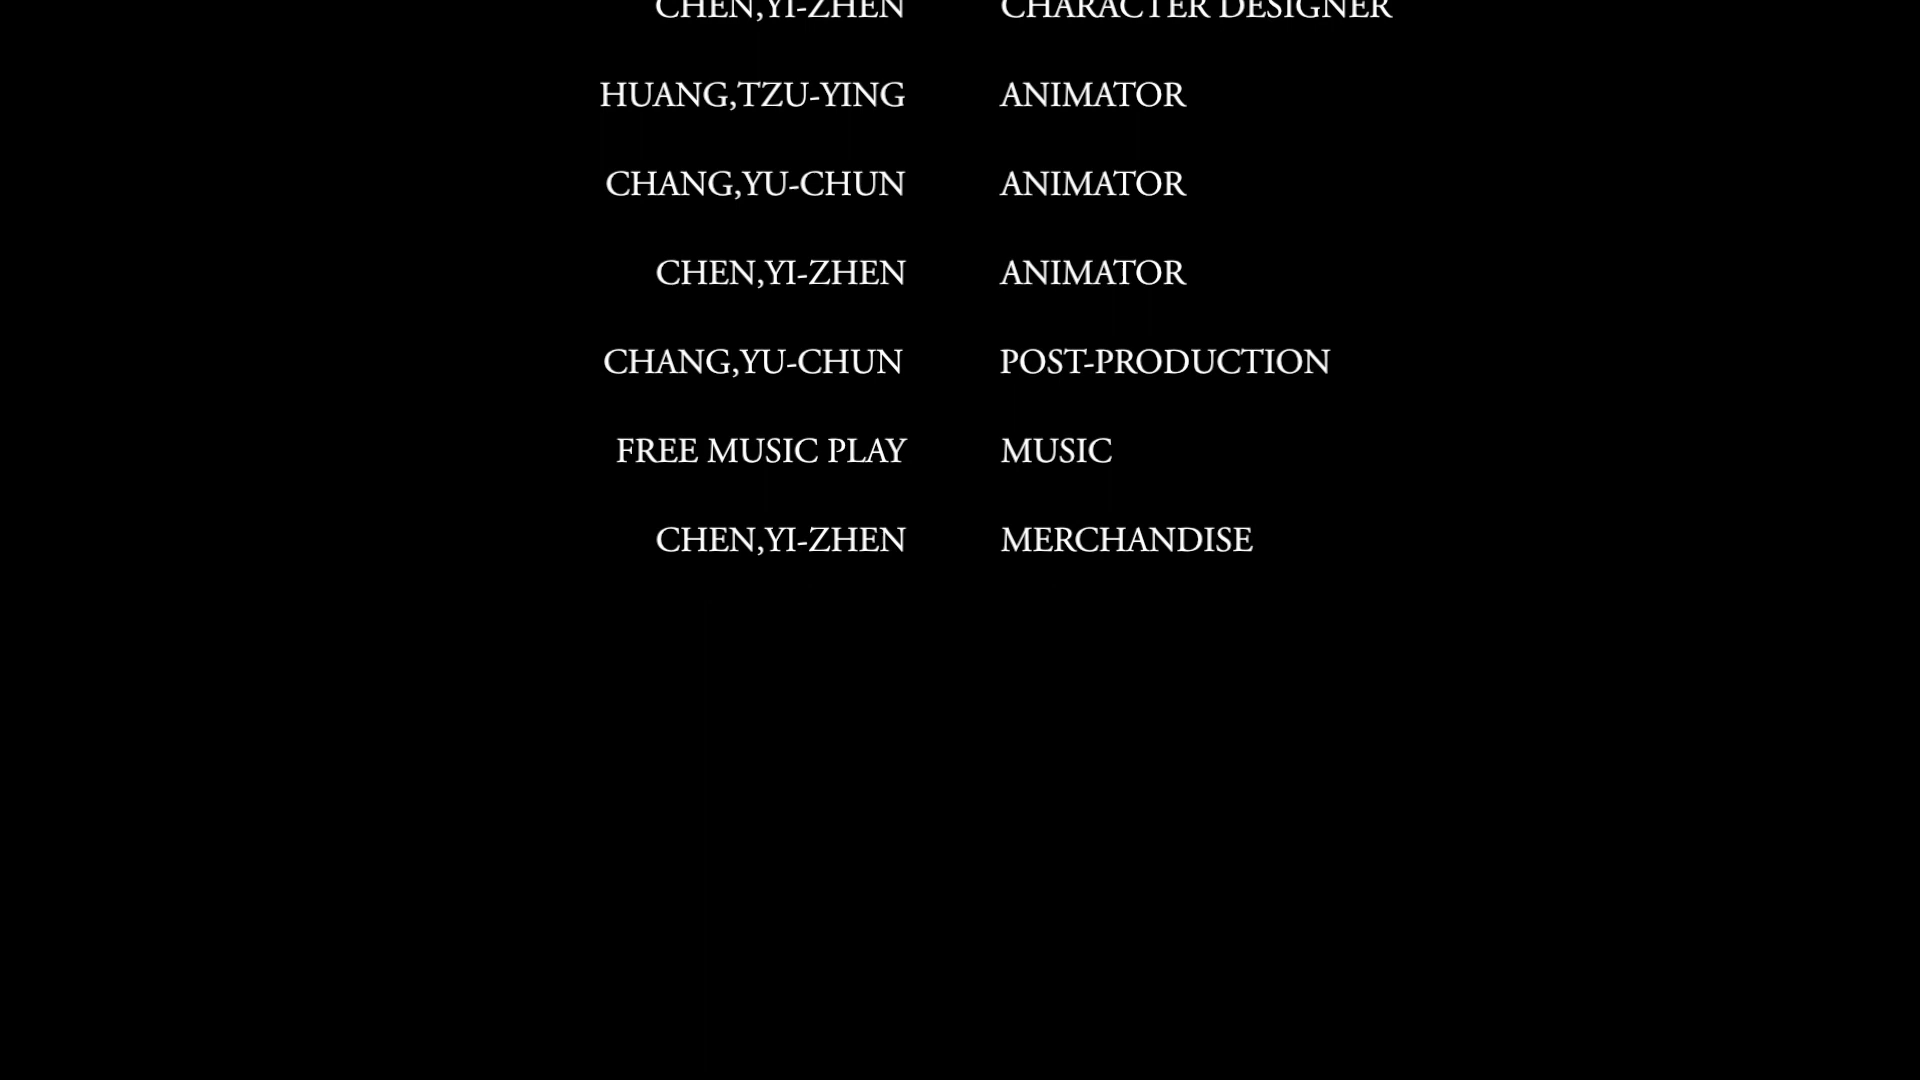 CHEN,YI-ZHEN CHARACTER DESIGNER
HUANG,TZU-YING ANIMATOR
CHANG,YU-CHUN ANIMATOR
CHEN,YI-ZHEN ANIMATOR
CHANG,YU-CHUN POST-PRODUCTION
FREE MUSIC PLAY MUSIC
CHEN,YI-ZHEN MERCHANDISE